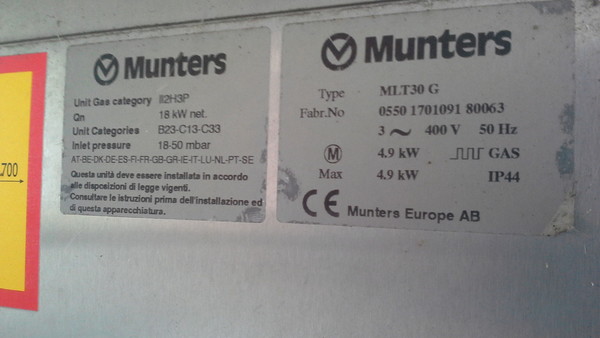 Munters
Unit Gas category II2H3P
Qn 18 kW net.
Unit Categories B23-C13-C33
Inlet pressure 18-50 mbar
AT-BE-DK-DE-ES-FI-FR-GB-GR-IE-IT-LU-NL-PT-SE
Questa unità deve essere installata in accordo
alle disposizioni di legge vigenti.
Consultare le istruzioni prima dell'installazione ed
di questa apparecchiatura.
Munters
Type MLT30 G
Fabr.No 0550 1701091 80063
3 ~ 400 V 50 Hz
M 4.9 kW GAS
Max 4.9 kW IP44
CE Munters Europe AB
700